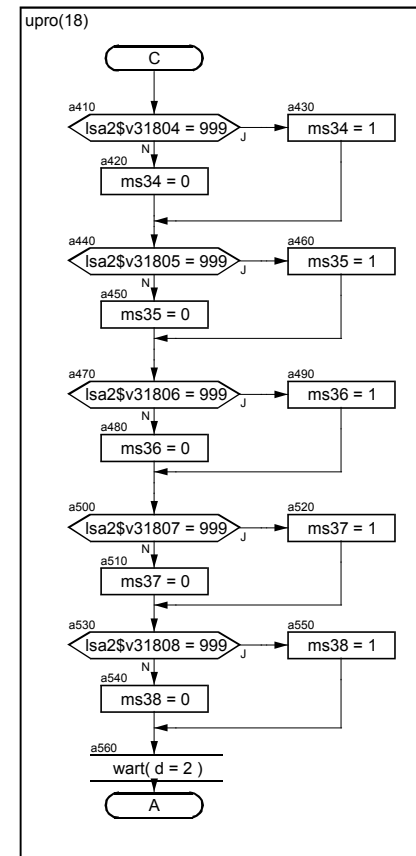 upro(18)
C
a410
lsa2$v31804 = 999
J
N
a430
ms34 = 1
a420
ms34 = 0
a440
lsa2$v31805 = 999
J
N
a460
ms35 = 1
a450
ms35 = 0
a470
lsa2$v31806 = 999
J
N
a490
ms36 = 1
a480
ms36 = 0
a500
lsa2$v31807 = 999
J
N
a520
ms37 = 1
a510
ms37 = 0
a530
lsa2$v31808 = 999
J
N
a550
ms38 = 1
a540
ms38 = 0
a560
wart( d = 2 )
A